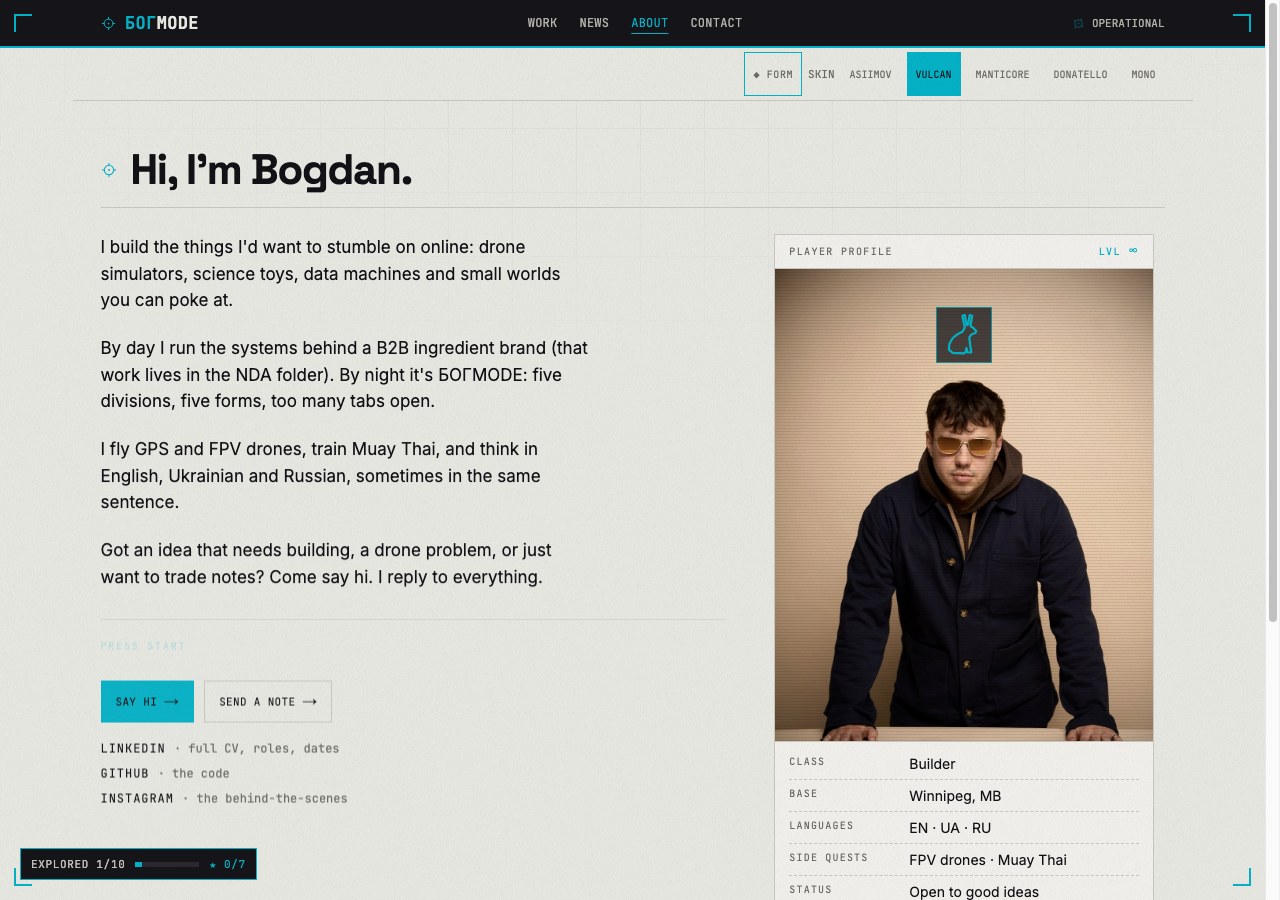 БОГMODE
WORK NEWS ABOUT CONTACT
OPERATIONAL
◆ FORM SKIN ASIIMOV VULCAN MANTICORE DONATELLO MONO
Hi, I’m Bogdan.
I build the things I'd want to stumble on online: drone
simulators, science toys, data machines and small worlds
you can poke at.
By day I run the systems behind a B2B ingredient brand (that
work lives in the NDA folder). By night it's БОГMODE: five
divisions, five forms, too many tabs open.
I fly GPS and FPV drones, train Muay Thai, and think in
English, Ukrainian and Russian, sometimes in the same
sentence.
Got an idea that needs building, a drone problem, or just
want to trade notes? Come say hi. I reply to everything.
PRESS START
SAY HI → SEND A NOTE →
LINKEDIN · full CV, roles, dates
GITHUB · the code
INSTAGRAM · the behind-the-scenes
EXPLORED 1/10 ★ 0/7
PLAYER PROFILE LVL ∞
CLASS Builder
BASE Winnipeg, MB
LANGUAGES EN · UA · RU
SIDE QUESTS FPV drones · Muay Thai
STATUS Open to good ideas